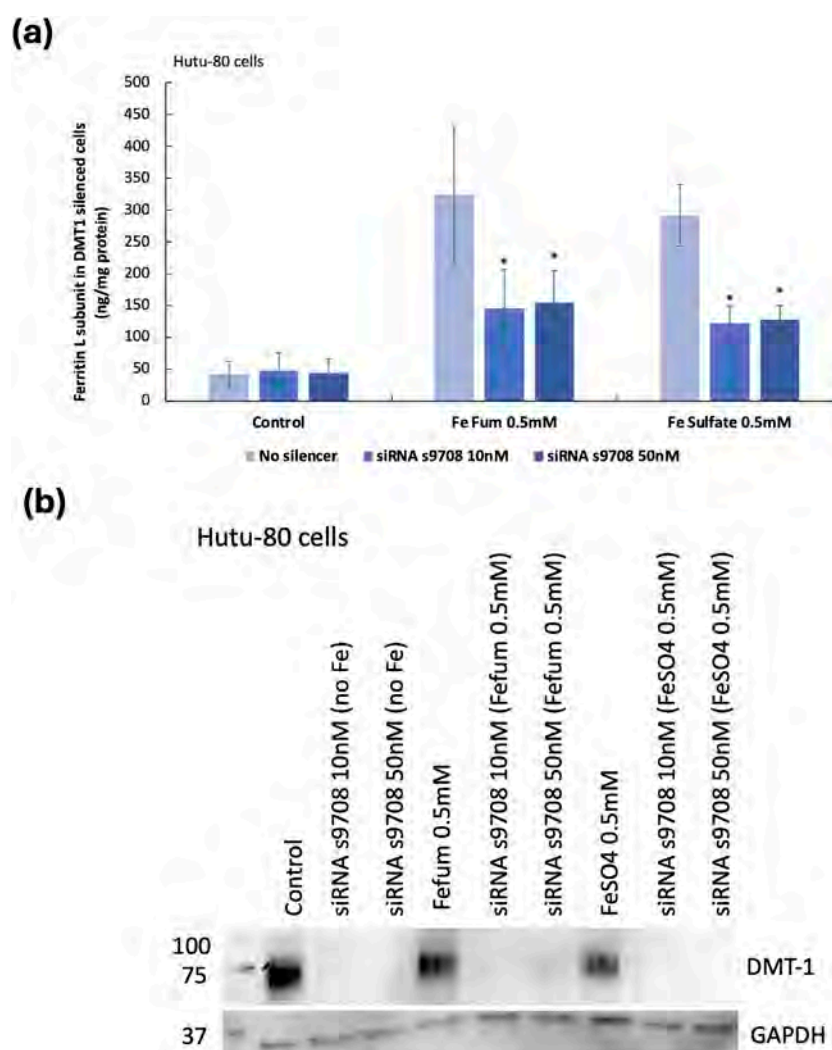 (a)
Hutu-80 cells
Ferritin L subunit in DMT1 silenced cells
(ng/mg protein)
500
450
400
350
300
250
200
150
100
50
0
* * * *
Control Fe Fum 0.5mM Fe Sulfate 0.5mM
No silencer siRNA s9708 10nM siRNA s9708 50nM
(b)
Hutu-80 cells
Control
siRNA s9708 10nM (no Fe)
siRNA s9708 50nM (no Fe)
Fefum 0.5mM
siRNA s9708 10nM (Fefum 0.5mM)
siRNA s9708 50nM (Fefum 0.5mM)
FeSO4 0.5mM
siRNA s9708 10nM (FeSO4 0.5mM)
siRNA s9708 50nM (FeSO4 0.5mM)
100
75 DMT-1
37 GAPDH